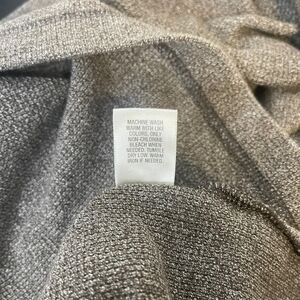 MACHINE WASH
WARM WITH LIKE
COLORS, ONLY
NON-CHLORINE
BLEACH WHEN
NEEDED. TUMBLE
DRY LOW. WARM
IRON IF NEEDED.